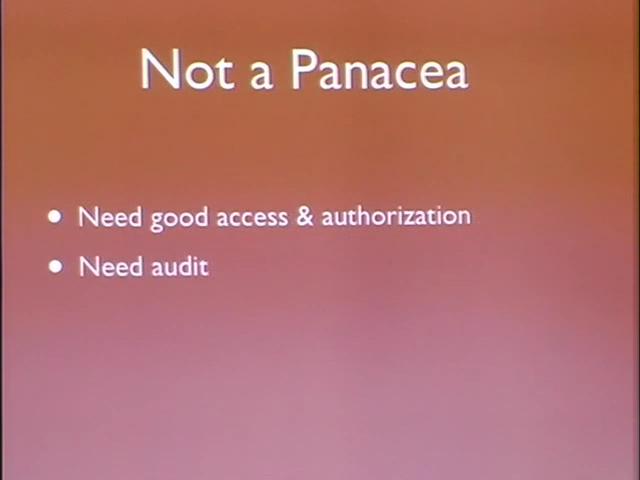 Not a Panacea
• Need good access & authorization
• Need audit